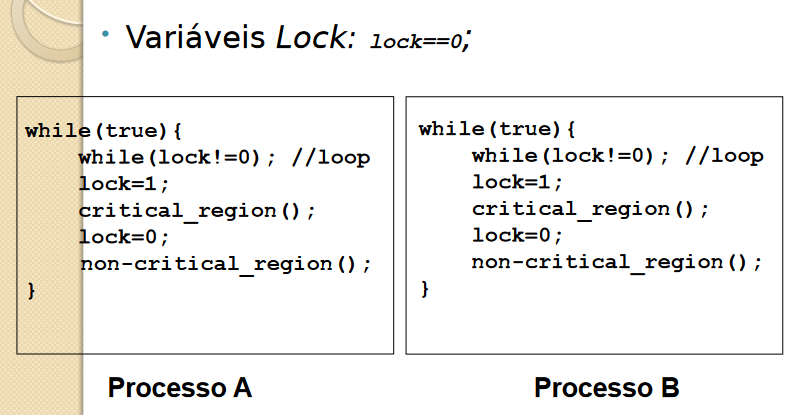 • Variáveis Lock: lock==0;
while(true){
while(lock!=0); //loop
lock=1;
critical_region();
lock=0;
non-critical_region();
}
Processo A
while(true){
while(lock!=0); //loop
lock=1;
critical_region();
lock=0;
non-critical_region();
}
Processo B